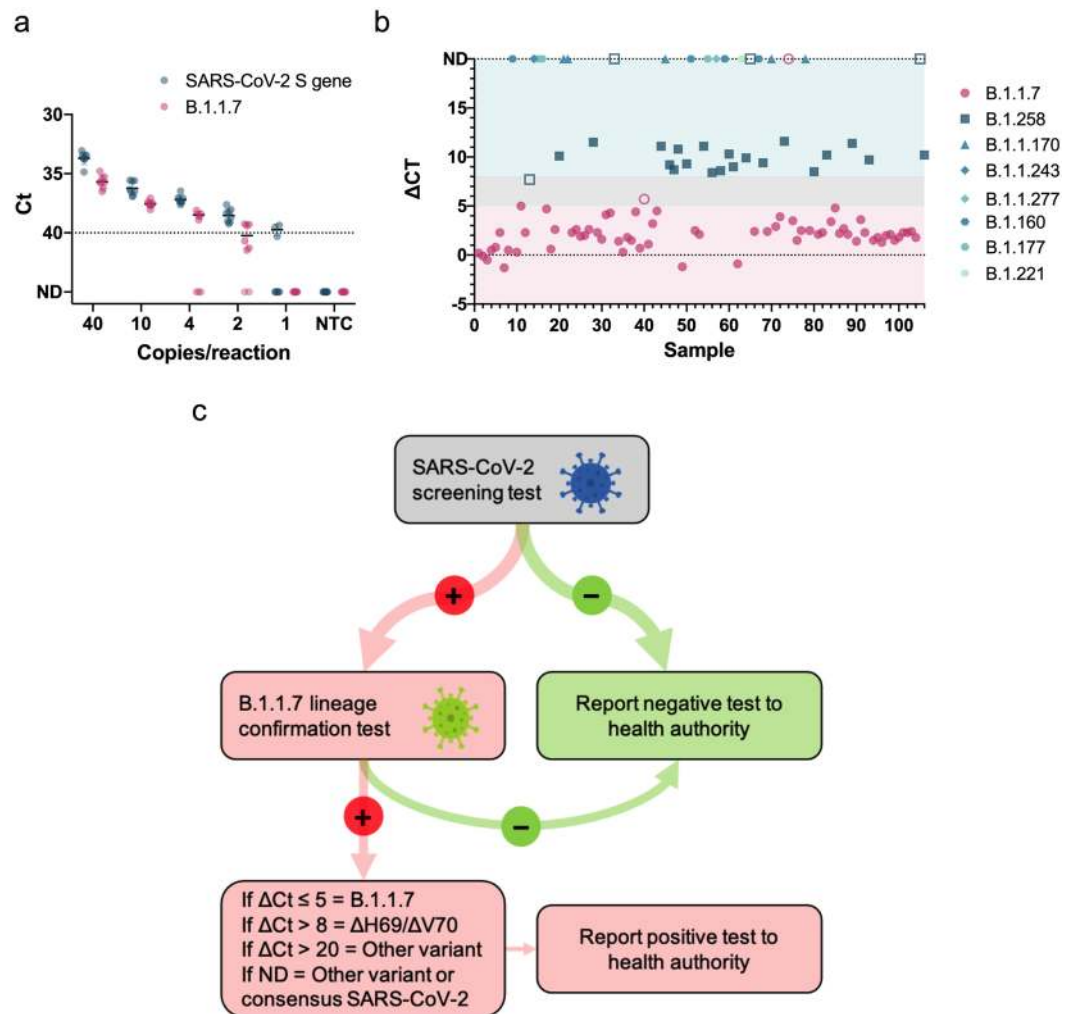 a
SARS-CoV-2 S gene
B.1.1.7
30
35
40
ND
Ct
40 10 4 2 1 NTC
Copies/reaction
b
ND
15
10
5
0
-5
ΔCT
0 10 20 30 40 50 60 70 80 90 100
Sample
B.1.1.7
B.1.258
B.1.1.170
B.1.1.243
B.1.1.277
B.1.160
B.1.177
B.1.221
c
SARS-CoV-2
screening test
+
−
B.1.1.7 lineage
confirmation test
Report negative test to
health authority
+
−
If ΔCt ≤ 5 = B.1.1.7
If ΔCt > 8 = ΔH69/ΔV70
If ΔCt > 20 = Other variant
If ND = Other variant or
consensus SARS-CoV-2
Report positive test to
health authority